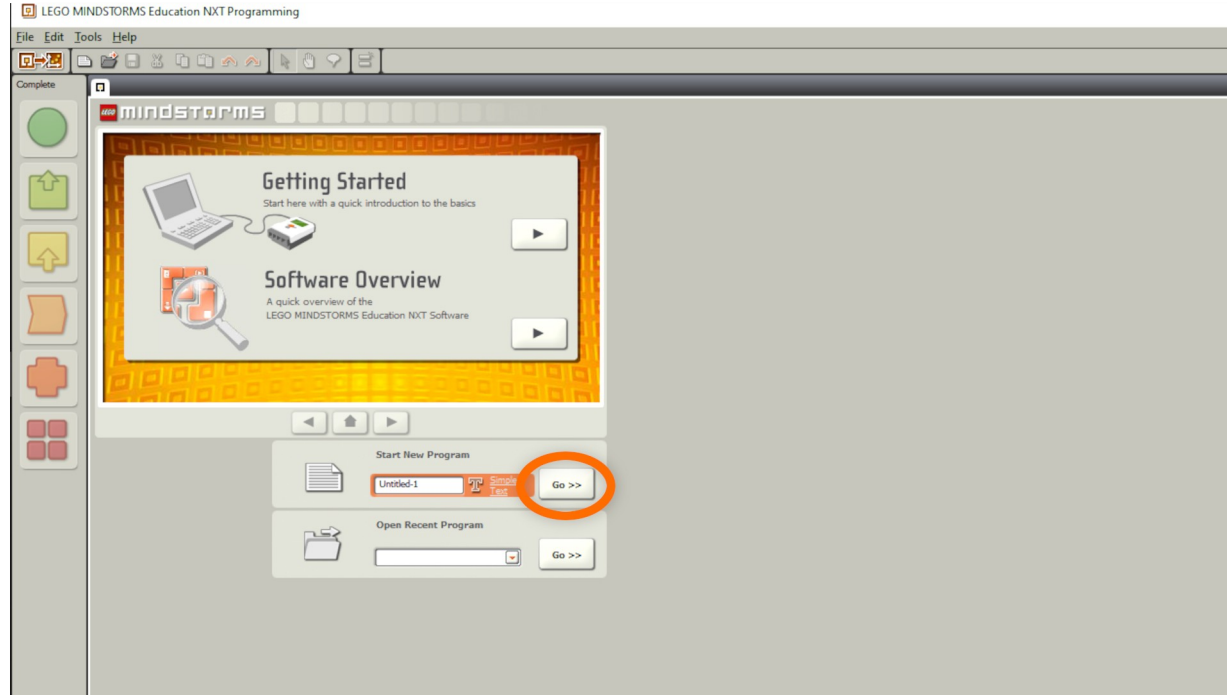 LEGO MINDSTORMS Education NXT Programming
File Edit Tools Help
Complete
LEGO mindstorms
Getting Started
Start here with a quick introduction to the basics
Software Overview
A quick overview of the
LEGO MINDSTORMS Education NXT Software
Start New Program
Untitled-1
T
Simple
Text
Go >>
Open Recent Program
Go >>